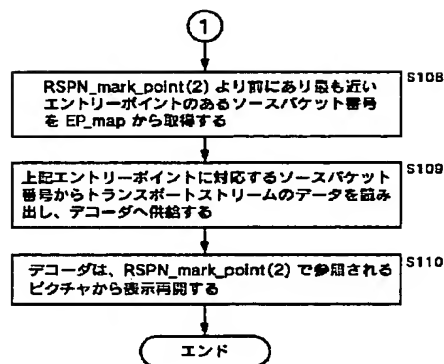 1
RSPN_mark_point(2) より前にあり最も近い
エントリーポイントのあるソースパケット番号
を EP_map から取得する
S108
上記エントリーポイントに対応するソースパケット
番号からトランスポートストリームのデータを読み
出し、デコーダへ供給する
S109
デコーダは、RSPN_mark_point(2) で参照される
ピクチャから表示再開する
S110
エンド